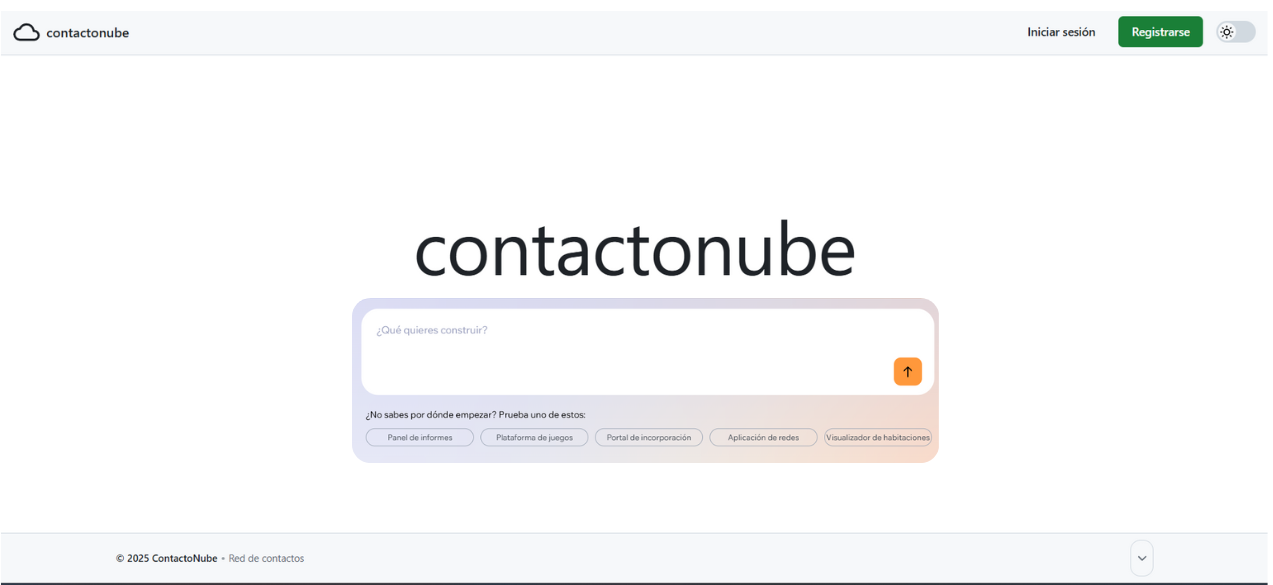 contactonube
Iniciar sesión
Registrarse
contactonube
¿Qué quieres construir?
¿No sabes por dónde empezar? Prueba uno de estos:
Panel de informes
Plataforma de juegos
Portal de incorporación
Aplicación de redes
Visualizador de habitaciones
© 2025 ContactoNube • Red de contactos